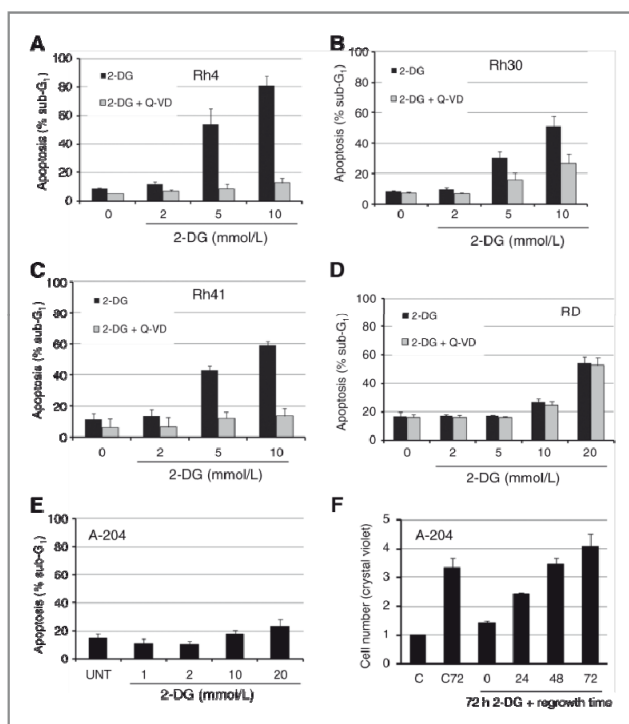 A
Rh4
100
80
60
40
20
0
Apoptosis (% sub-G₁)
2-DG
2-DG + Q-VD
0 2 5 10
2-DG (mmol/L)
B
Rh30
100
80
60
40
20
0
Apoptosis (% sub-G₁)
2-DG
2-DG + Q-VD
0 2 5 10
2-DG (mmol/L)
C
Rh41
100
80
60
40
20
0
Apoptosis (% sub-G₁)
2-DG
2-DG + Q-VD
0 2 5 10
2-DG (mmol/L)
D
RD
100
80
60
40
20
0
Apoptosis (% sub-G₁)
2-DG
2-DG + Q-VD
0 2 5 10 20
2-DG (mmol/L)
E
A-204
100
80
60
40
20
0
Apoptosis (% sub-G₁)
UNT 1 2 10 20
2-DG (mmol/L)
F
A-204
5
4
3
2
1
0
Cell number (crystal violet)
C C72 0 24 48 72
72 h 2-DG + regrowth time